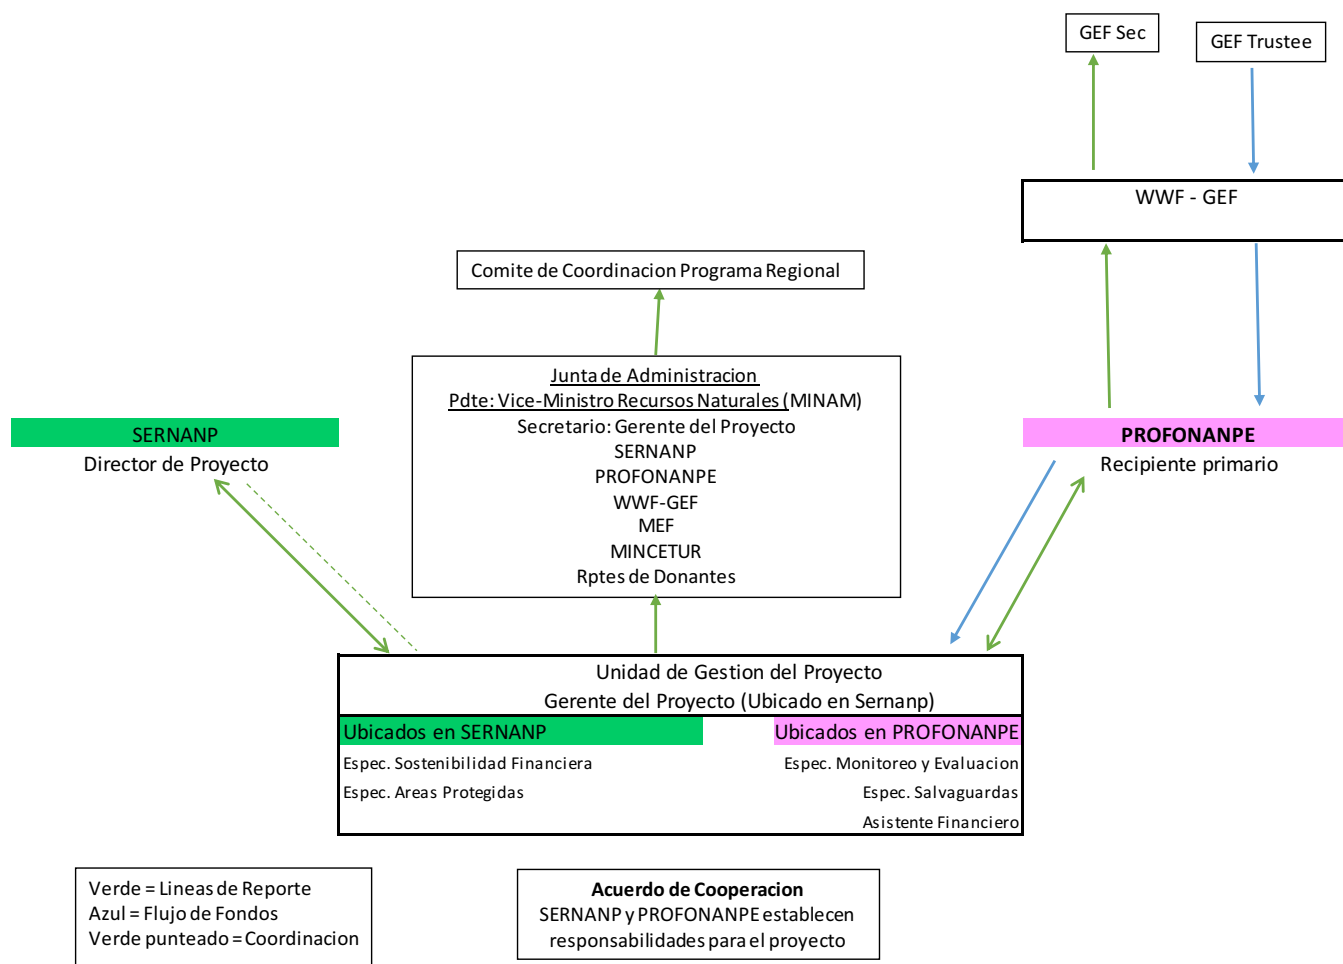 GEF Sec
GEF Trustee
WWF - GEF
Comite de Coordinacion Programa Regional
Junta de Administracion
Pdte: Vice-Ministro Recursos Naturales (MINAM)
Secretario: Gerente del Proyecto
SERNANP
PROFONANPE
WWF-GEF
MEF
MINCETUR
Rptes de Donantes
SERNANP
Director de Proyecto
PROFONANPE
Recipiente primario
Unidad de Gestion del Proyecto
Gerente del Proyecto (Ubicado en Sernanp)
Ubicados en SERNANP
Espec. Sostenibilidad Financiera
Espec. Areas Protegidas
Ubicados en PROFONANPE
Espec. Monitoreo y Evaluacion
Espec. Salvaguardas
Asistente Financiero
Verde = Lineas de Reporte
Azul = Flujo de Fondos
Verde punteado = Coordinacion
Acuerdo de Cooperacion
SERNANP y PROFONANPE establecen
responsabilidades para el proyecto